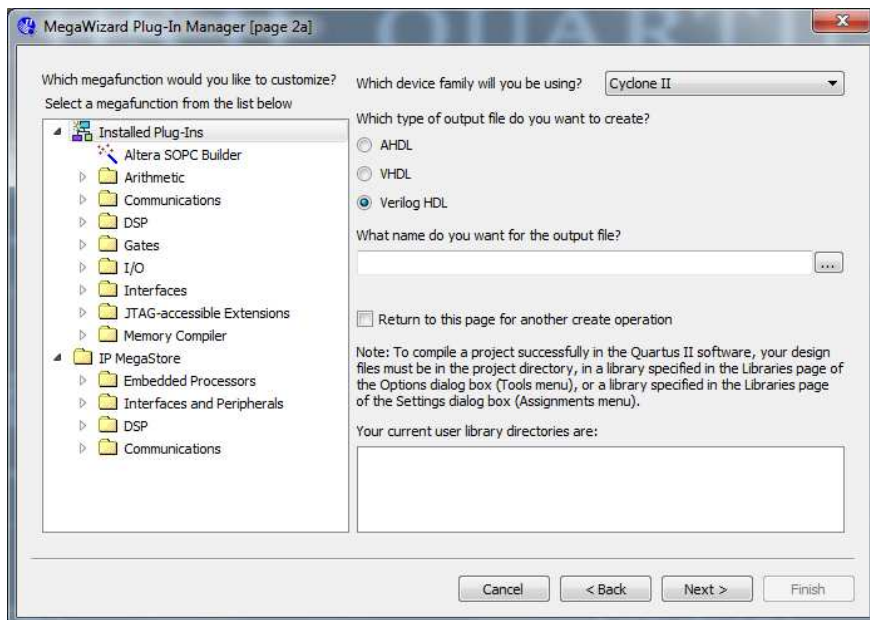 MegaWizard Plug-In Manager [page 2a]
Which megafunction would you like to customize?
Select a megafunction from the list below
Installed Plug-Ins
Altera SOPC Builder
Arithmetic
Communications
DSP
Gates
I/O
Interfaces
JTAG-accessible Extensions
Memory Compiler
IP MegaStore
Embedded Processors
Interfaces and Peripherals
DSP
Communications
Which device family will you be using?
Cyclone II
Which type of output file do you want to create?
AHDL
VHDL
Verilog HDL
What name do you want for the output file?
...
Return to this page for another create operation
Note: To compile a project successfully in the Quartus II software, your design
files must be in the project directory, in a library specified in the Libraries page of
the Options dialog box (Tools menu), or a library specified in the Libraries page
of the Settings dialog box (Assignments menu).
Your current user library directories are:
Cancel
< Back
Next >
Finish